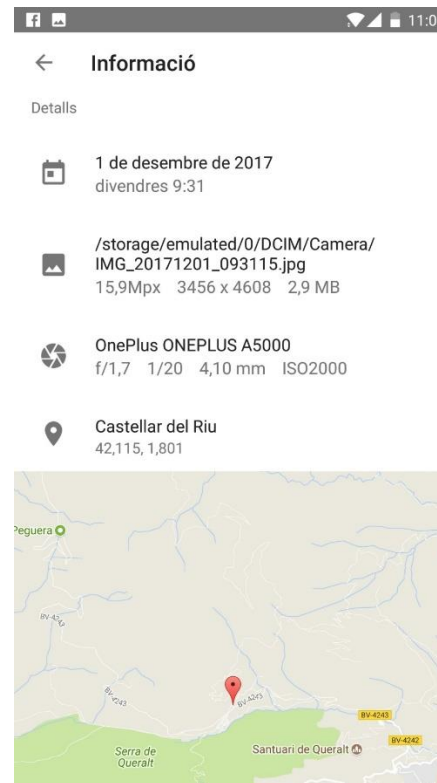 11:0
Informació
Detalls
1 de desembre de 2017
divendres 9:31
/storage/emulated/0/DCIM/Camera/
IMG_20171201_093115.jpg
15,9Mpx 3456 x 4608 2,9 MB
OnePlus ONEPLUS A5000
f/1,7 1/20 4,10 mm ISO2000
Castellar del Riu
42,115, 1,801
Peguera
BV-4243
BV-4243
BV-4243
BV-4243
BV-4242
Serra de
Queralt
Santuari de Queralt